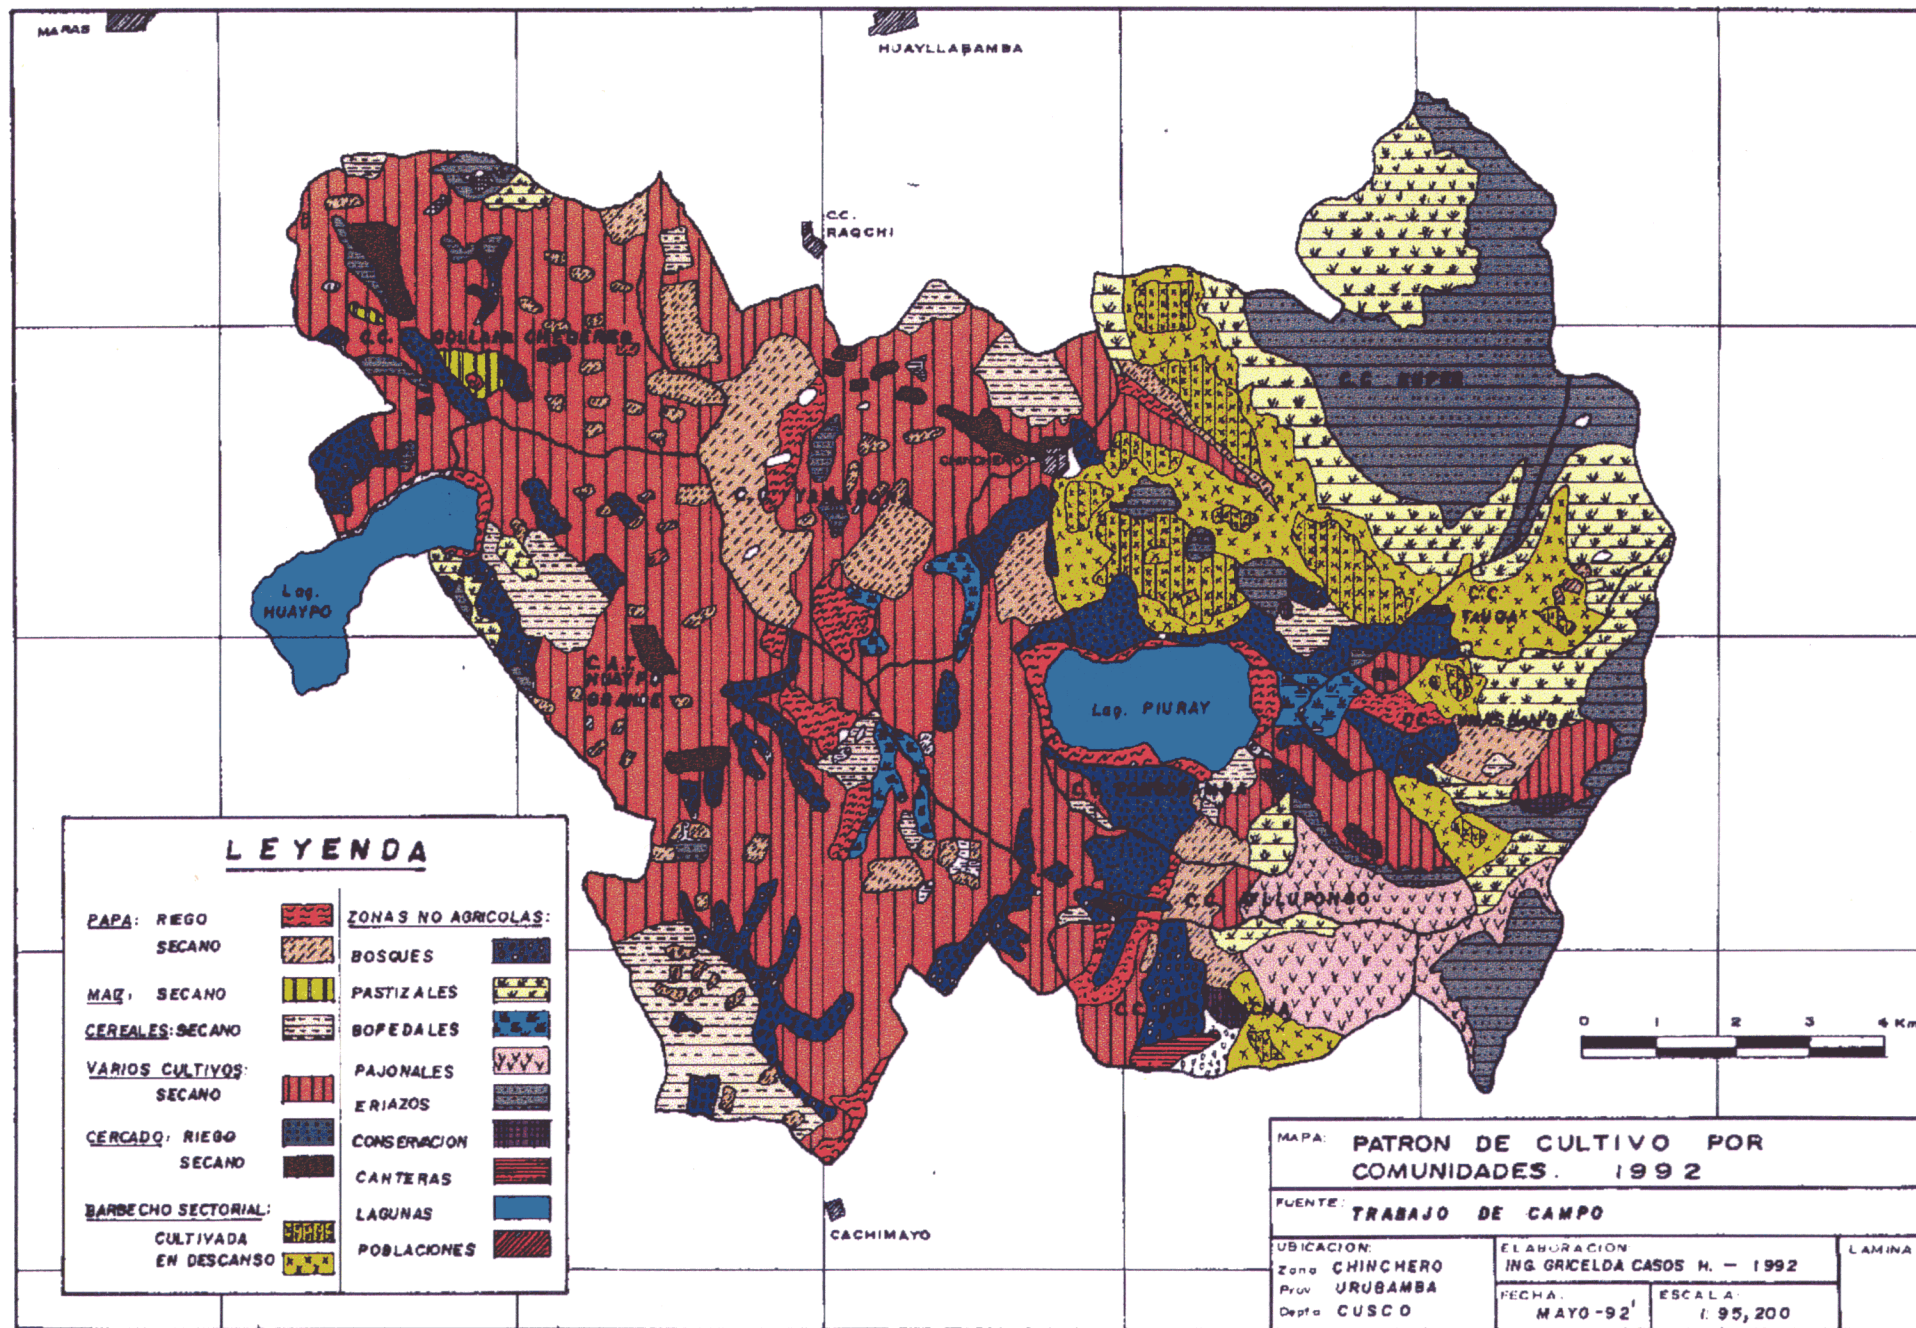 MARAS
HUAYLLABAMBA
C.C.
RAQCHI
C.C.
C.C.
CHINCHERO
Lag.
HUAYPO
C.C.
TAUCA
C.A.T.
HUAYPO
GRANDE
Lag. PIURAY
C.C.
C.C.
CACHIMAYO
0 1 2 3 4 Km
LEYENDA
PAPA: RIEGO
SECANO
MAIZ: SECANO
CEREALES: SECANO
VARIOS CULTIVOS:
SECANO
CERCADO: RIEGO
SECANO
BARBECHO SECTORIAL:
CULTIVADA
EN DESCANSO
ZONAS NO AGRICOLAS:
BOSQUES
PASTIZALES
BOFEDALES
PAJONALES
ERIAZOS
CONSERVACION
CANTERAS
LAGUNAS
POBLACIONES
MAPA: PATRON DE CULTIVO POR
COMUNIDADES. 1992
FUENTE: TRABAJO DE CAMPO
UBICACION:
Zona CHINCHERO
Prov URUBAMBA
Depto CUSCO
ELABORACION
ING. GRICELDA CASOS H. - 1992
FECHA:
MAYO-92'
ESCALA:
1: 95,200
LAMINA